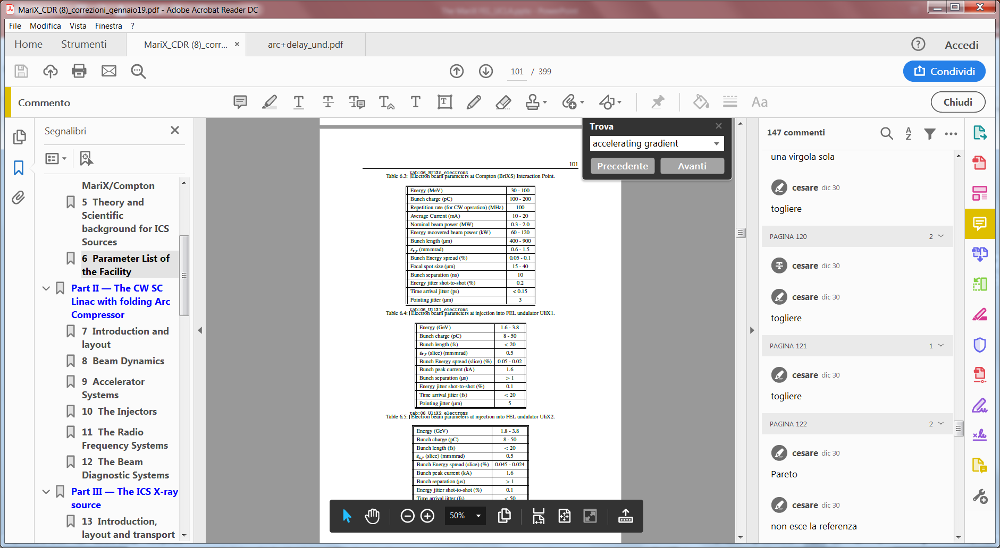 MariX_CDR (8)_correzioni_gennaio19.pdf - Adobe Acrobat Reader DC
File Modifica Vista Finestra ?
Home Strumenti MariX_CDR (8)_corr... × arc+delay_und.pdf ? Accedi
101 / 399 Condividi
Commento Aa Chiudi
Segnalibri
MariX/Compton
5 Theory and
Scientific
background for ICS
Sources
6 Parameter List of
the Facility
Part II — The CW SC
Linac with folding Arc
Compressor
7 Introduction and
layout
8 Beam Dynamics
9 Accelerator
Systems
10 The Injectors
11 The Radio
Frequency Systems
12 The Beam
Diagnostic Systems
Part III — The ICS X-ray
source
13 Introduction,
layout and transport
101
tab:06_BriXs_electrons
Table 6.3: Electron beam parameters at Compton (BriXS) Interaction Point.
Energy (MeV) 30 - 100
Bunch charge (pC) 100 - 200
Repetition rate (for CW operation) (MHz) 100
Average Current (mA) 10 - 20
Nominal beam power (MW) 0.3 - 2.0
Energy recovered beam power (kW) 60 - 120
Bunch length (μm) 400 - 900
εx,y (mm mrad) 0.6 - 1.5
Bunch Energy spread (%) 0.05 - 0.1
Focal spot size (μm) 15 - 40
Bunch separation (ns) 10
Energy jitter shot-to-shot (%) 0.2
Time arrival jitter (ps) < 0.15
Pointing jitter (μm) 3
tab:06_UliX1_electrons
Table 6.4: Electron beam parameters at injection into FEL undulator UliX1.
Energy (GeV) 1.6 - 3.8
Bunch charge (pC) 8 - 50
Bunch length (fs) < 20
εx,y (slice) (mm mrad) 0.5
Bunch Energy spread (slice) (%) 0.05 - 0.02
Bunch peak current (kA) 1.6
Bunch separation (μs) > 1
Energy jitter shot-to-shot (%) 0.1
Time arrival jitter (fs) < 20
Pointing jitter (μm) 5
tab:06_UliX2_electrons
Table 6.5: Electron beam parameters at injection into FEL undulator UliX2.
Energy (GeV) 1.8 - 3.8
Bunch charge (pC) 8 - 50
Bunch length (fs) < 20
εx,y (slice) (mm mrad) 0.5
Bunch Energy spread (slice) (%) 0.045 - 0.024
Bunch peak current (kA) 1.6
Bunch separation (μs) > 1
Energy jitter shot-to-shot (%) 0.1
Time arrival jitter (fs) < 50
50%
Trova
accelerating gradient
Precedente Avanti
147 commenti
una virgola sola
cesare dic 30
togliere
PAGINA 120 2
cesare dic 30
cesare dic 30
togliere
PAGINA 121 1
cesare dic 30
togliere
PAGINA 122 2
cesare dic 30
Pareto
cesare dic 30
non esce la referenza